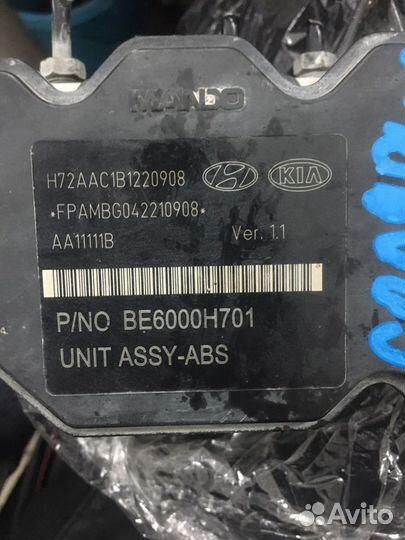 MANDO
H72AAC1B1220908
KIA
*FPAMBG042210908*
AA11111B Ver. 1.1
P/NO BE6000H701
UNIT ASSY-ABS
Avito